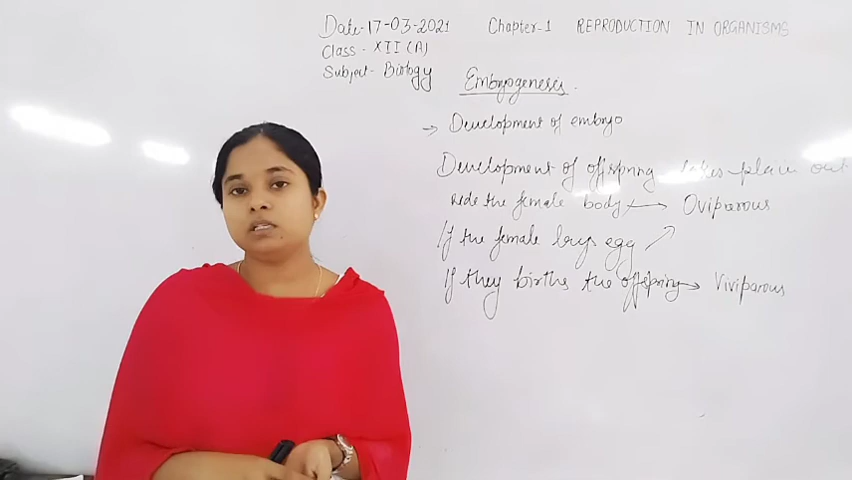 Date-17-03-2021 Chapter-1 REPRODUCTION IN ORGANISMS
Class - XII (A)
Subject- Biology
Embryogenesis.
→ Development of embryo
Development of offspring takes place out
side the female body → Oviparous
If the female lays egg
If they births the offspring → Viviparous